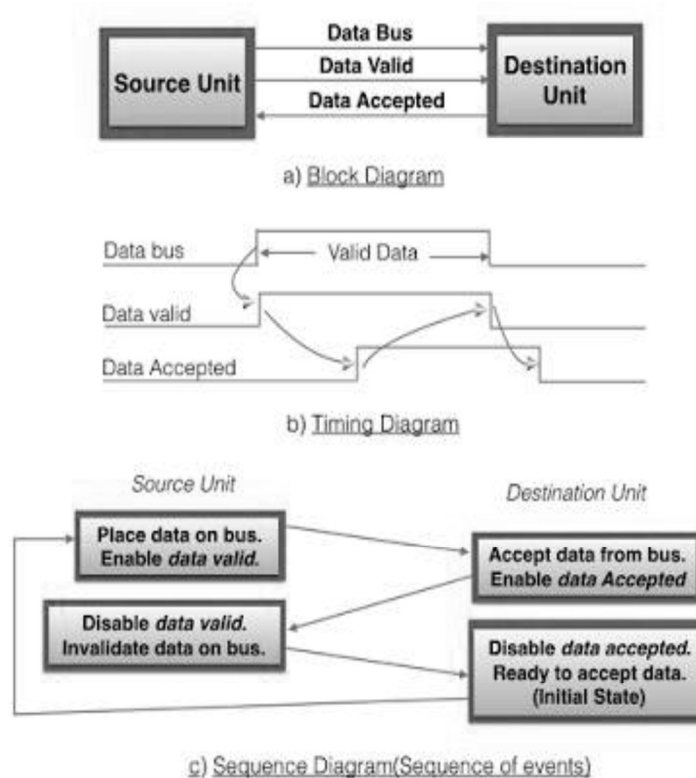 Data Bus
Source Unit
Data Valid
Destination
Unit
Data Accepted
a) Block Diagram
Data bus
Valid Data
Data valid
Data Accepted
b) Timing Diagram
Source Unit
Destination Unit
Place data on bus.
Enable data valid.
Accept data from bus.
Enable data Accepted
Disable data valid.
Invalidate data on bus.
Disable data accepted.
Ready to accept data.
(Initial State)
c) Sequence Diagram(Sequence of events)